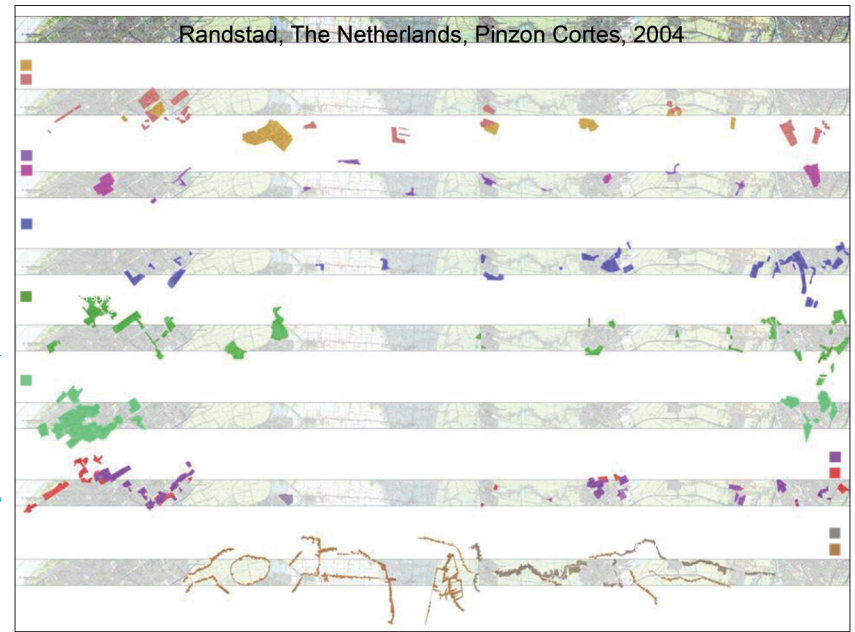 Randstad, The Netherlands, Pinzon Cortes, 2004